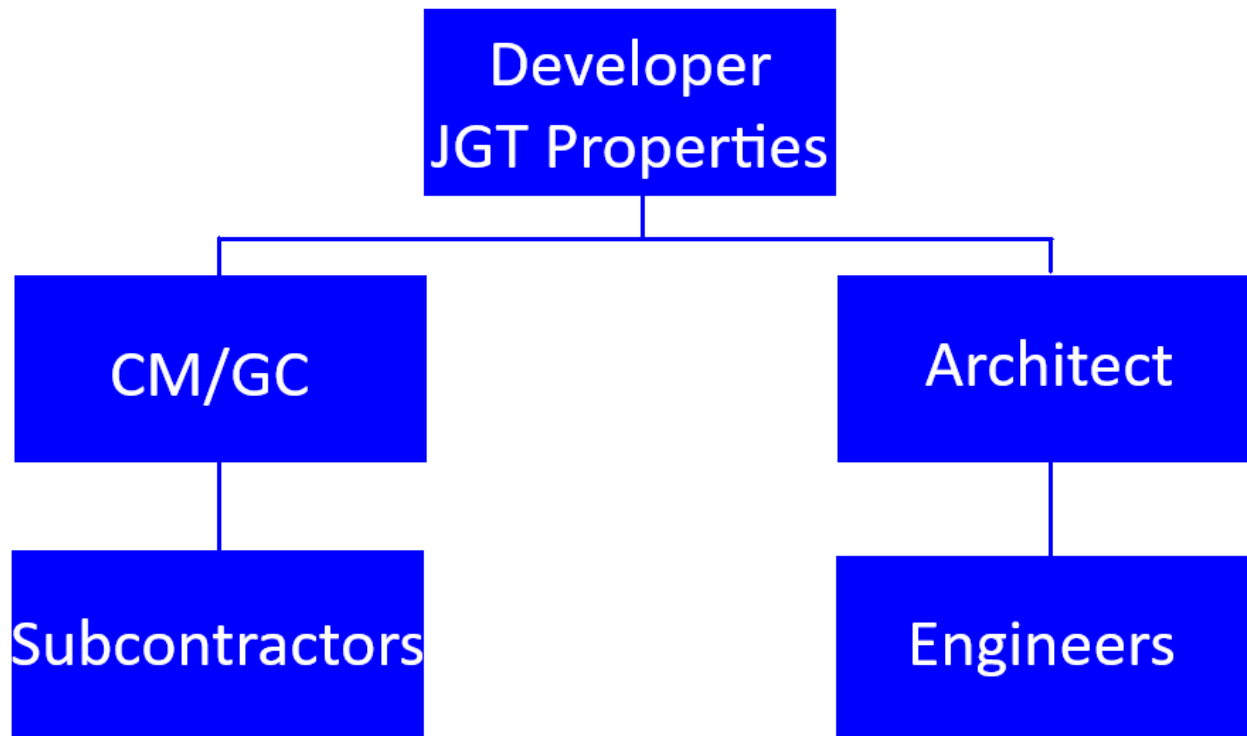 Developer
JGT Properties
CM/GC
Architect
Subcontractors
Engineers